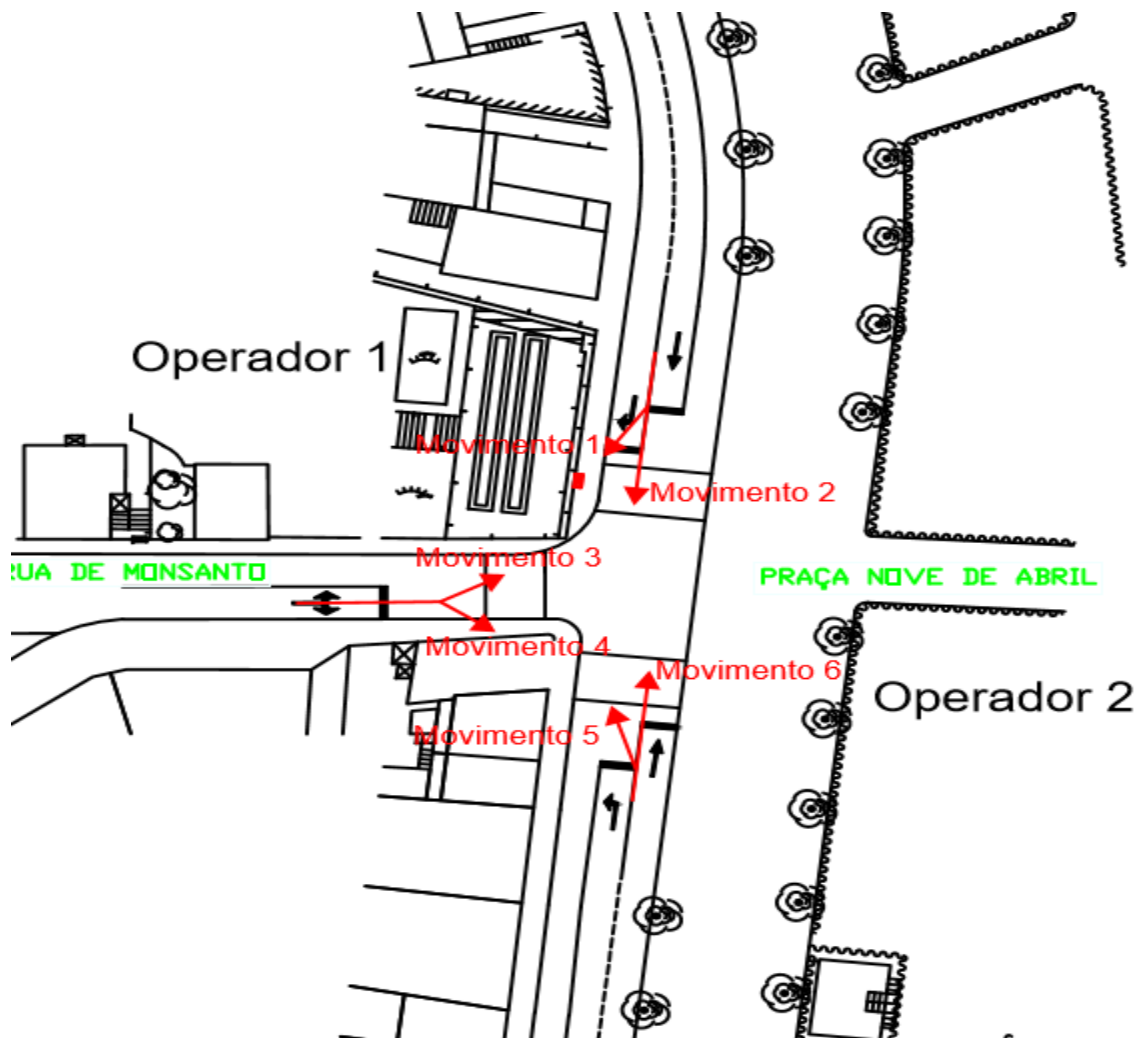 Operador 1
Movimento 1
Movimento 2
Movimento 3
RUA DE MONSANTO
PRAÇA NOVE DE ABRIL
Movimento 4
Movimento 6
Operador 2
Movimento 5